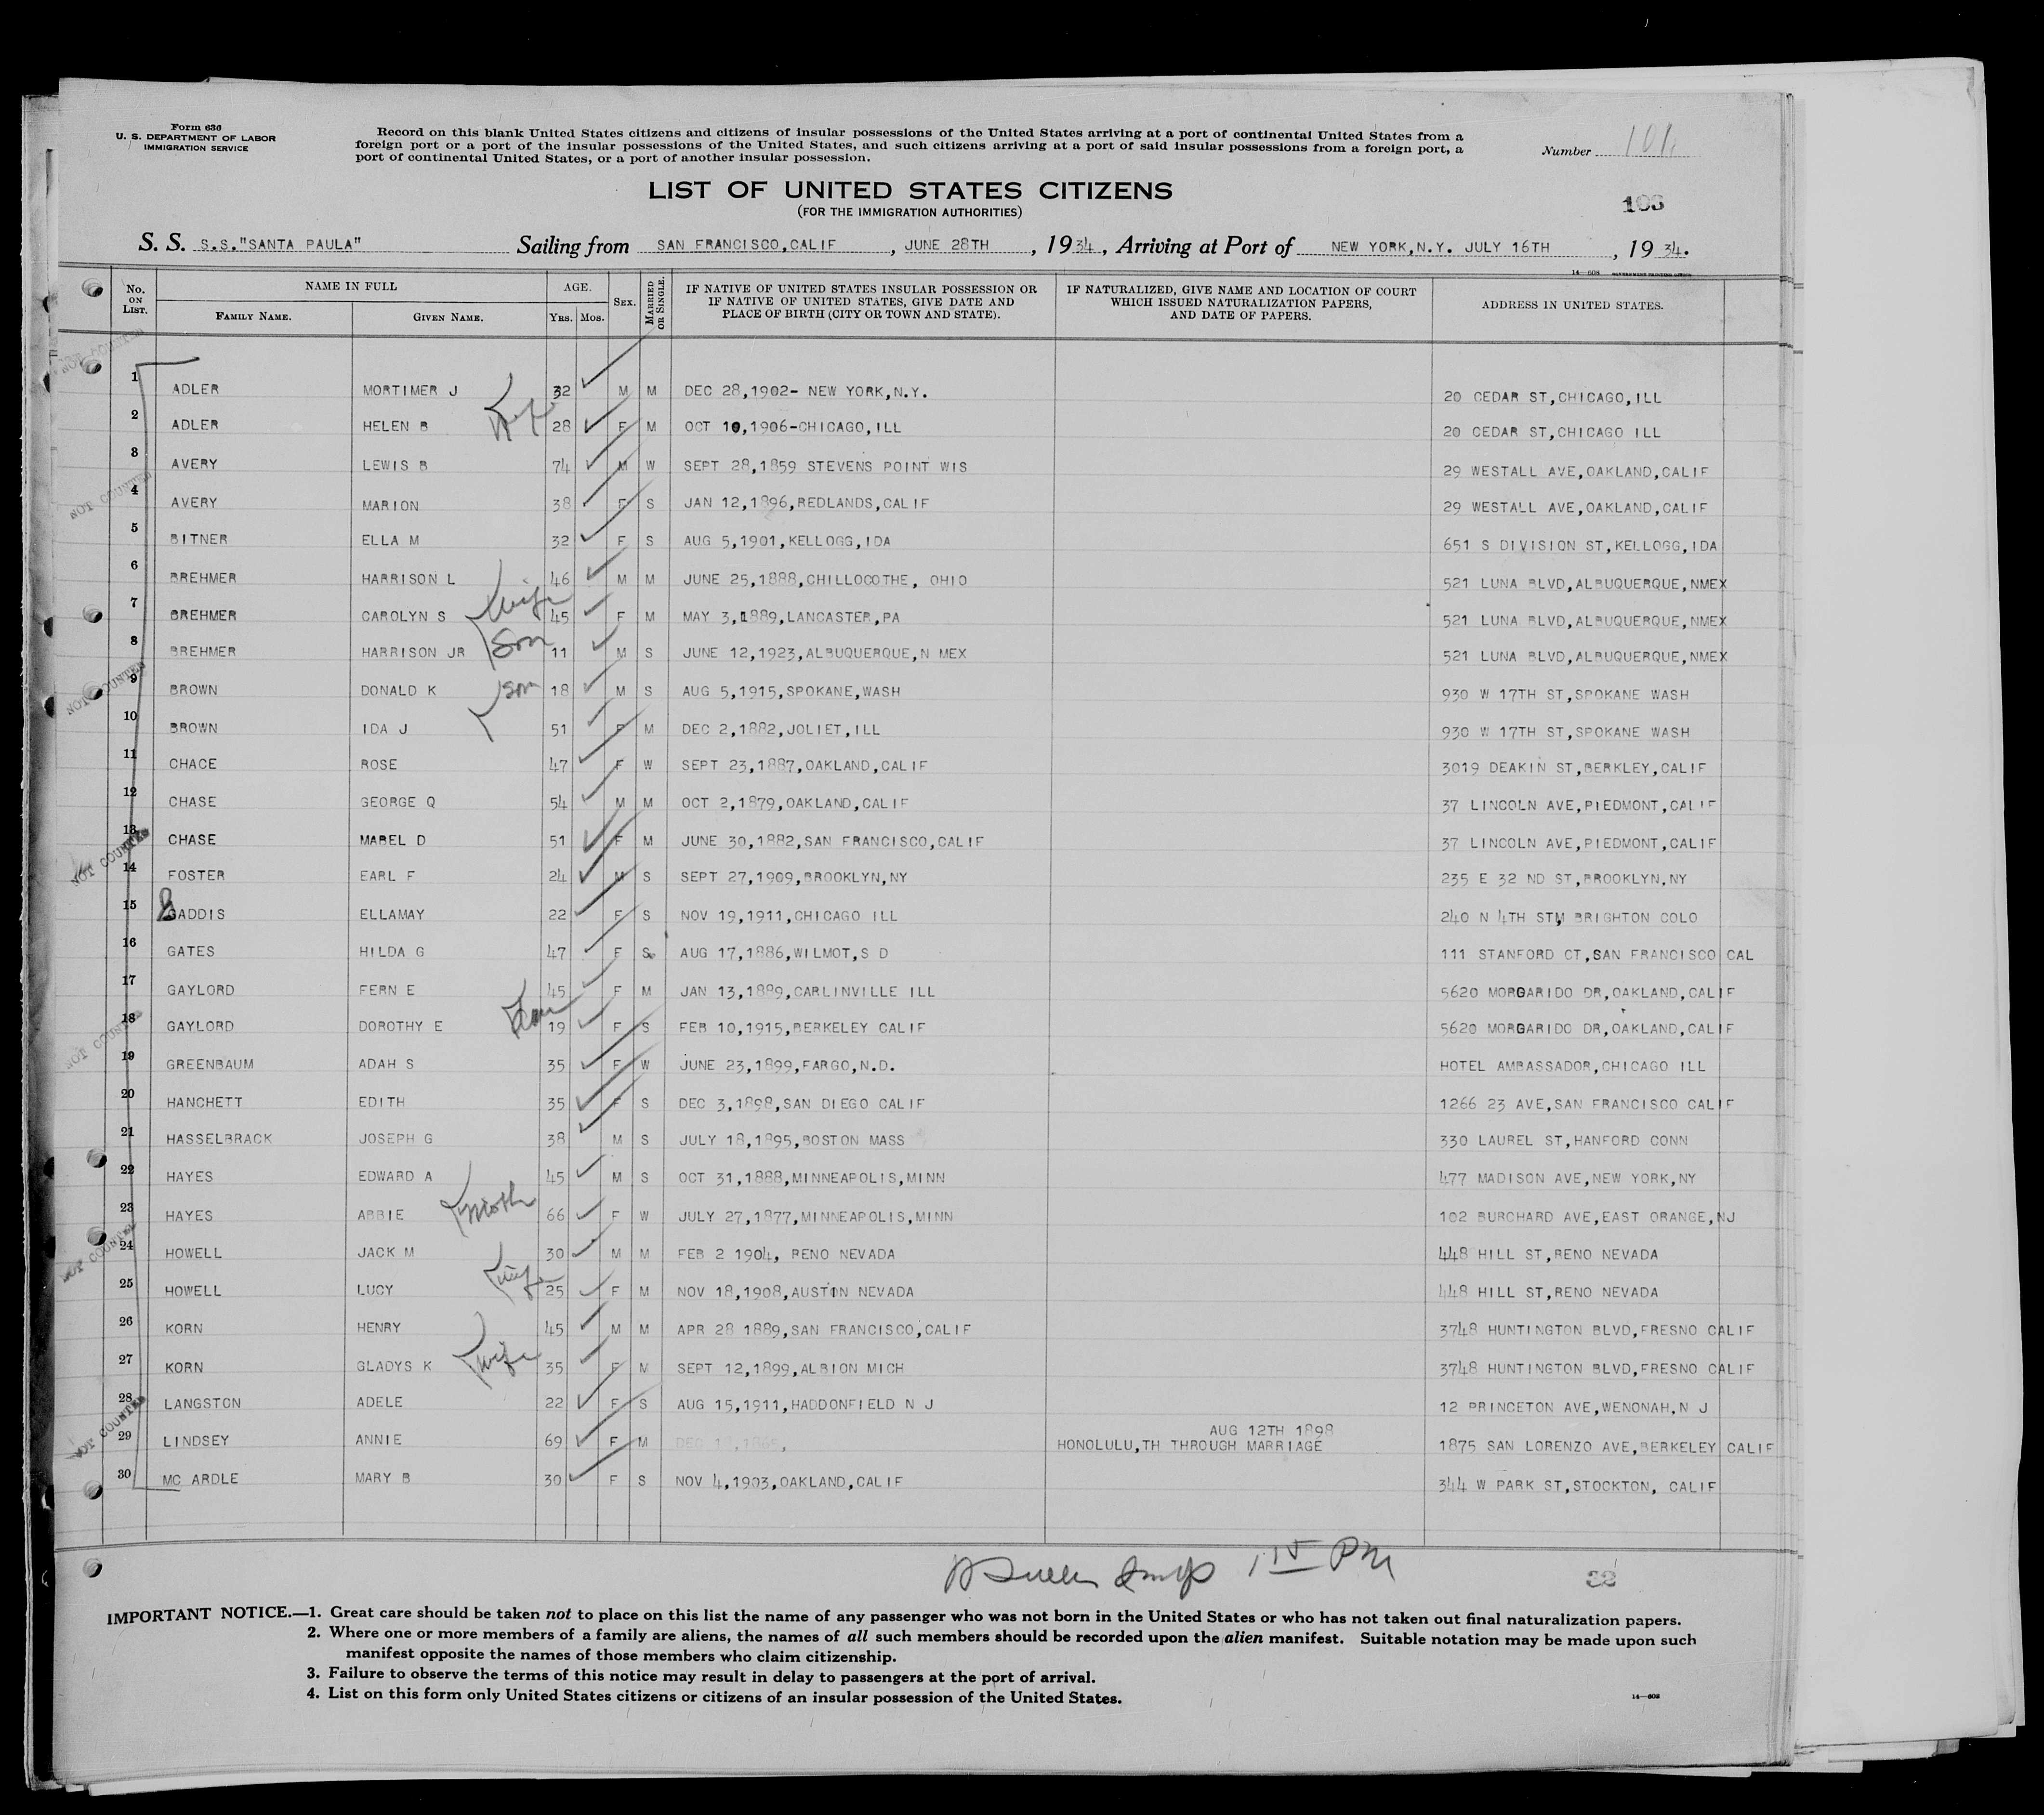 Form 630
U. S. DEPARTMENT OF LABOR
IMMIGRATION SERVICE
Record on this blank United States citizens and citizens of insular possessions of the United States arriving at a port of continental United States from a
foreign port or a port of the insular possessions of the United States, and such citizens arriving at a port of said insular possessions from a foreign port, a
port of continental United States, or a port of another insular possession.
Number 101
103
LIST OF UNITED STATES CITIZENS
(FOR THE IMMIGRATION AUTHORITIES)
S. S. S.S."SANTA PAULA" Sailing from SAN FRANCISCO,CALIF , JUNE 28TH , 1934, Arriving at Port of NEW YORK,N.Y. JULY 16TH , 1934.
14—608 GOVERNMENT PRINTING OFFICE
No. ON LIST. NAME IN FULL FAMILY NAME. GIVEN NAME. AGE. YRS. MOS. SEX. MARRIED OR SINGLE. IF NATIVE OF UNITED STATES INSULAR POSSESSION OR IF NATIVE OF UNITED STATES, GIVE DATE AND PLACE OF BIRTH (CITY OR TOWN AND STATE). IF NATURALIZED, GIVE NAME AND LOCATION OF COURT WHICH ISSUED NATURALIZATION PAPERS, AND DATE OF PAPERS. ADDRESS IN UNITED STATES.
NOT COUNTED
1 ADLER MORTIMER J 32 M M DEC 28,1902- NEW YORK,N.Y. 20 CEDAR ST,CHICAGO,ILL
2 ADLER HELEN B Wife 28 F M OCT 10,1906-CHICAGO,ILL 20 CEDAR ST,CHICAGO ILL
3 AVERY LEWIS B 74 M W SEPT 28,1859 STEVENS POINT WIS 29 WESTALL AVE,OAKLAND,CALIF
NOT COUNTED
4 AVERY MARION 38 F S JAN 12,1896,REDLANDS,CALIF 29 WESTALL AVE,OAKLAND,CALIF
5 BITNER ELLA M 32 F S AUG 5,1901,KELLOGG,IDA 651 S DIVISION ST,KELLOGG,IDA
6 BREHMER HARRISON L 46 M M JUNE 25,1888,CHILLOCOTHE, OHIO 521 LUNA BLVD,ALBUQUERQUE,NMEX
7 BREHMER CAROLYN S wife 45 F M MAY 3,1889,LANCASTER,PA 521 LUNA BLVD,ALBUQUERQUE,NMEX
8 BREHMER HARRISON JR Son 11 M S JUNE 12,1923,ALBUQUERQUE,N MEX 521 LUNA BLVD,ALBUQUERQUE,NMEX
NOT COUNTED
9 BROWN DONALD K son 18 M S AUG 5,1915,SPOKANE,WASH 930 W 17TH ST,SPOKANE WASH
10 BROWN IDA J 51 F M DEC 2,1882,JOLIET,ILL 930 W 17TH ST,SPOKANE WASH
11 CHACE ROSE 47 F W SEPT 23,1887,OAKLAND,CALIF 3019 DEAKIN ST,BERKLEY,CALIF
12 CHASE GEORGE Q 54 M M OCT 2,1879,OAKLAND,CALIF 37 LINCOLN AVE,PIEDMONT,CALIF
13 CHASE MABEL D 51 F M JUNE 30,1882,SAN FRANCISCO,CALIF 37 LINCOLN AVE,PIEDMONT,CALIF
NOT COUNTED
14 FOSTER EARL F 24 M S SEPT 27,1909,BROOKLYN,NY 235 E 32 ND ST,BROOKLYN,NY
15 GADDIS ELLAMAY 22 F S NOV 19,1911,CHICAGO ILL 240 N 4TH STM BRIGHTON COLO
16 GATES HILDA G 47 F S AUG 17,1886,WILMOT,S D 111 STANFORD CT,SAN FRANCISCO CAL
17 GAYLORD FERN E 45 F M JAN 13,1889,CARLINVILLE ILL 5620 MORGARIDO DR,OAKLAND,CALIF
18 GAYLORD DOROTHY E 19 F S FEB 10,1915,BERKELEY CALIF 5620 MORGARIDO DR,OAKLAND,CALIF
NOT COUNTED
19 GREENBAUM ADAH S 35 F W JUNE 23,1899,FARGO,N.D. HOTEL AMBASSADOR,CHICAGO ILL
20 HANCHETT EDITH 35 F S DEC 3,1898,SAN DIEGO CALIF 1266 23 AVE,SAN FRANCISCO CALIF
21 HASSELBRACK JOSEPH G 38 M S JULY 18,1895,BOSTON MASS 330 LAUREL ST,HANFORD CONN
22 HAYES EDWARD A 45 M S OCT 31,1888,MINNEAPOLIS,MINN 477 MADISON AVE,NEW YORK,NY
23 HAYES ABBIE moth 66 F W JULY 27,1877,MINNEAPOLIS,MINN 102 BURCHARD AVE,EAST ORANGE,NJ
NOT COUNTED
24 HOWELL JACK M 30 M M FEB 2 1904, RENO NEVADA 448 HILL ST,RENO NEVADA
25 HOWELL LUCY wife 25 F M NOV 18,1908,AUSTIN NEVADA 448 HILL ST,RENO NEVADA
26 KORN HENRY 45 M M APR 28 1889,SAN FRANCISCO,CALIF 3748 HUNTINGTON BLVD,FRESNO CALIF
27 KORN GLADYS K wife 35 F M SEPT 12,1899,ALBION MICH 3748 HUNTINGTON BLVD,FRESNO CALIF
28 LANGSTON ADELE 22 F S AUG 15,1911,HADDONFIELD N J 12 PRINCETON AVE,WENONAH,N J
NOT COUNTED
AUG 12TH 1898
29 LINDSEY ANNIE 69 F M HONOLULU,TH THROUGH MARRIAGE 1875 SAN LORENZO AVE,BERKELEY CALIF
30 MC ARDLE MARY B 30 F S NOV 4,1903,OAKLAND,CALIF 344 W PARK ST,STOCKTON, CALIF
PM
IMPORTANT NOTICE.—1. Great care should be taken not to place on this list the name of any passenger who was not born in the United States or who has not taken out final naturalization papers.
2. Where one or more members of a family are aliens, the names of all such members should be recorded upon the alien manifest. Suitable notation may be made upon such
manifest opposite the names of those members who claim citizenship.
3. Failure to observe the terms of this notice may result in delay to passengers at the port of arrival.
4. List on this form only United States citizens or citizens of an insular possession of the United States.
14—608